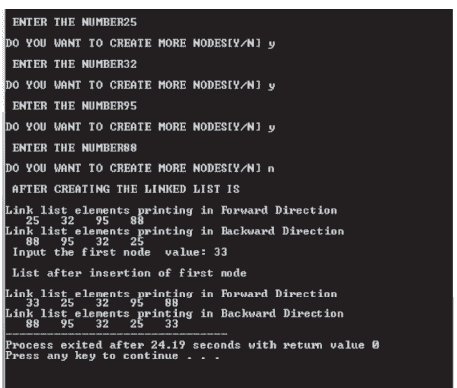 ENTER THE NUMBER25
DO YOU WANT TO CREATE MORE NODES[Y/N] y
ENTER THE NUMBER32
DO YOU WANT TO CREATE MORE NODES[Y/N] y
ENTER THE NUMBER95
DO YOU WANT TO CREATE MORE NODES[Y/N] y
ENTER THE NUMBER88
DO YOU WANT TO CREATE MORE NODES[Y/N] n
AFTER CREATING THE LINKED LIST IS
Link list elements printing in Forward Direction
25 32 95 88
Link list elements printing in Backward Direction
88 95 32 25
Input the first node value: 33
List after insertion of first node
Link list elements printing in Forward Direction
33 25 32 95 88
Link list elements printing in Backward Direction
88 95 32 25 33
--------------------------------
Process exited after 24.19 seconds with return value 0
Press any key to continue . . .